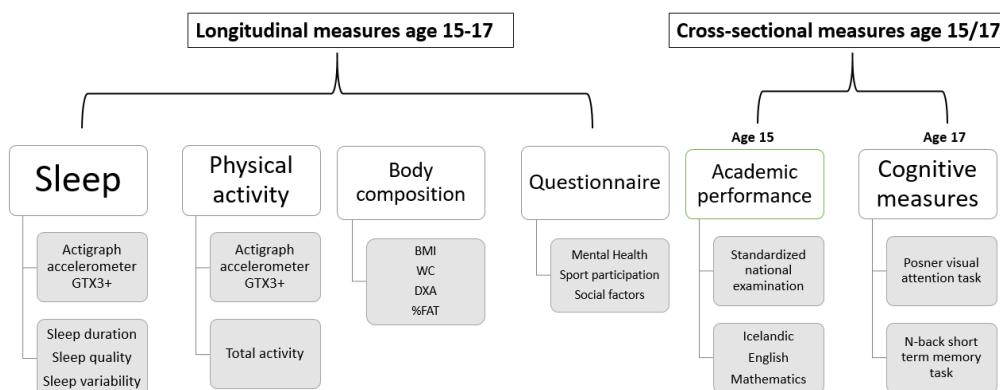 Longitudinal measures age 15-17
Cross-sectional measures age 15/17
Age 15
Age 17
Sleep
Actigraph
accelerometer
GTX3+
Sleep duration
Sleep quality
Sleep variability
Physical
activity
Actigraph
accelerometer
GTX3+
Total activity
Body
composition
BMI
WC
DXA
%FAT
Questionnaire
Mental Health
Sport participation
Social factors
Academic
performance
Standardized
national
examination
Icelandic
English
Mathematics
Cognitive
measures
Posner visual
attention task
N-back short
term memory
task